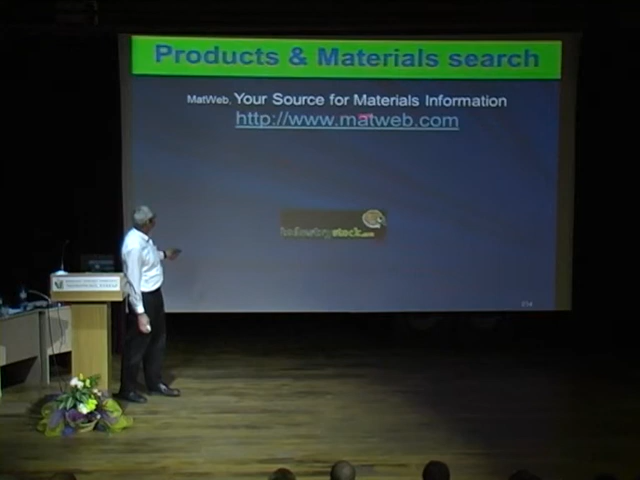 Products & Materials search
MatWeb, Your Source for Materials Information
http://www.matweb.com
industrystock.com